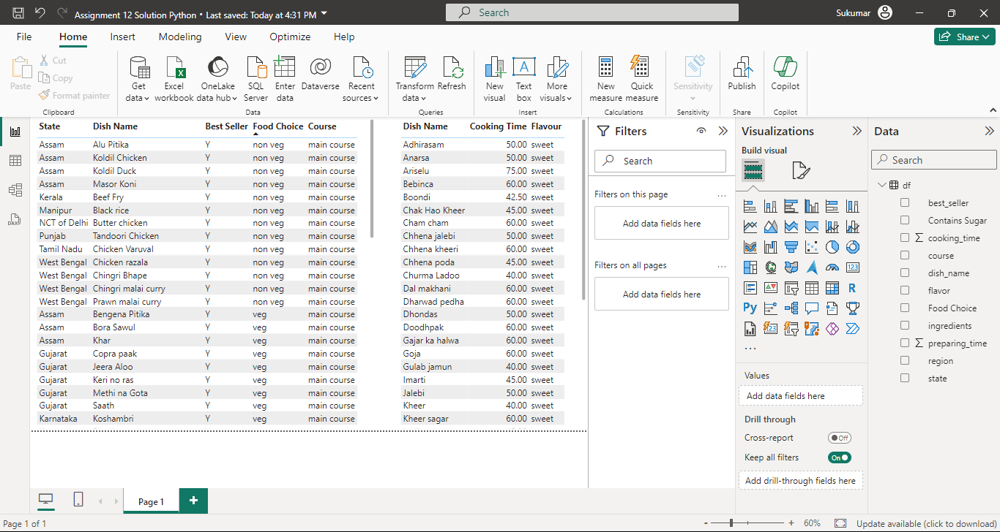 Assignment 12 Solution Python • Last saved: Today at 4:31 PM
Search
Sukumar
File Home Insert Modeling View Optimize Help
Share
Paste
Cut
Copy
Format painter
Clipboard
Get data
Excel workbook
OneLake data hub
SQL Server
Enter data
Dataverse
Recent sources
Data
Transform data
Refresh
Queries
New visual
Text box
More visuals
Insert
New measure
Quick measure
Calculations
Sensitivity
Sensitivity
Publish
Share
Copilot
Copilot
State Dish Name Best Seller Food Choice Course
Assam Alu Pitika Y non veg main course
Assam Koldil Chicken Y non veg main course
Assam Koldil Duck Y non veg main course
Assam Masor Koni Y non veg main course
Kerala Beef Fry Y non veg main course
Manipur Black rice Y non veg main course
NCT of Delhi Butter chicken Y non veg main course
Punjab Tandoori Chicken Y non veg main course
Tamil Nadu Chicken Varuval Y non veg main course
West Bengal Chicken razala Y non veg main course
West Bengal Chingri Bhape Y non veg main course
West Bengal Chingri malai curry Y non veg main course
West Bengal Prawn malai curry Y non veg main course
Assam Bengena Pitika Y veg main course
Assam Bora Sawul Y veg main course
Assam Khar Y veg main course
Gujarat Copra paak Y veg main course
Gujarat Jeera Aloo Y veg main course
Gujarat Keri no ras Y veg main course
Gujarat Methi na Gota Y veg main course
Gujarat Saath Y veg main course
Karnataka Koshambri Y veg main course
Dish Name Cooking Time Flavour
Adhirasam 50.00 sweet
Anarsa 50.00 sweet
Ariselu 75.00 sweet
Bebinca 60.00 sweet
Boondi 42.50 sweet
Chak Hao Kheer 45.00 sweet
Cham cham 60.00 sweet
Chhena jalebi 50.00 sweet
Chhena kheeri 60.00 sweet
Chhena poda 45.00 sweet
Churma Ladoo 40.00 sweet
Dal makhani 60.00 sweet
Dharwad pedha 60.00 sweet
Dhondas 50.00 sweet
Doodhpak 60.00 sweet
Gajar ka halwa 60.00 sweet
Goja 60.00 sweet
Gulab jamun 40.00 sweet
Imarti 45.00 sweet
Jalebi 50.00 sweet
Kheer 40.00 sweet
Kheer sagar 60.00 sweet
Filters
Search
Filters on this page ...
Add data fields here
Filters on all pages ...
Add data fields here
Visualizations
Build visual
123
R
Py
123
...
Values
Add data fields here
Drill through
Cross-report Off
Keep all filters On
Add drill-through fields here
Data
Search
df
best_seller
Contains Sugar
cooking_time
course
dish_name
flavor
Food Choice
ingredients
preparing_time
region
state
DAX
Page 1
+
Page 1 of 1
- + 60%
Update available (click to download)